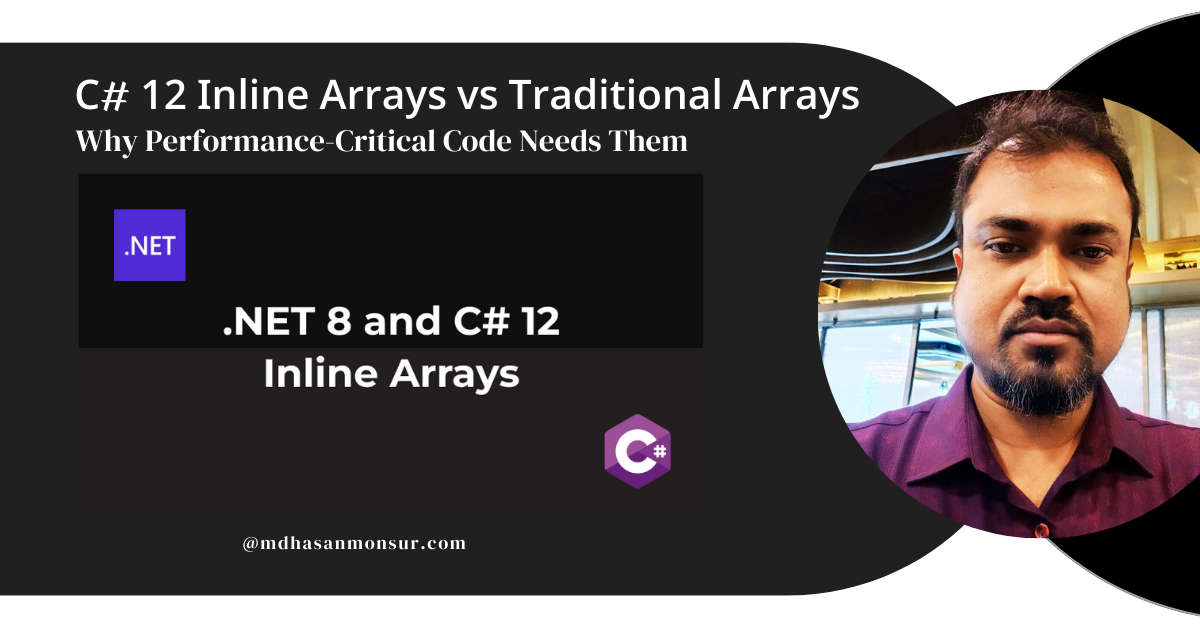 C# 12 Inline Arrays vs Traditional Arrays
Why Performance-Critical Code Needs Them
.NET
.NET 8 and C# 12
Inline Arrays
C#
@mdhasanmonsur.com